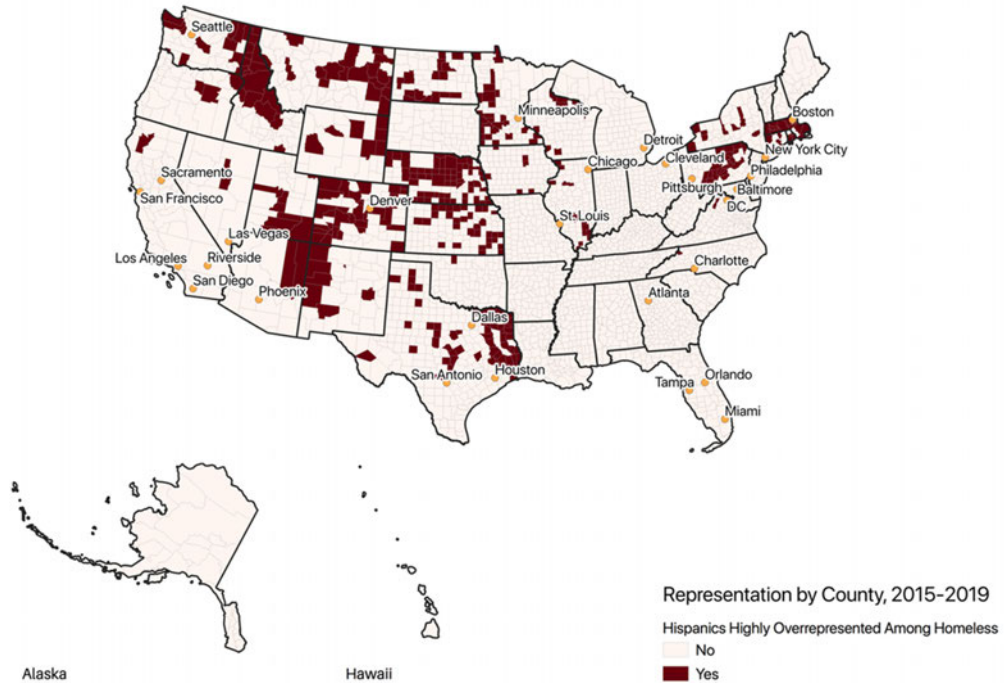 Seattle
Minneapolis
Boston
Detroit
New York City
Chicago
Cleveland
Philadelphia
Sacramento
Pittsburgh
Baltimore
San Francisco
Denver
DC
St. Louis
Las Vegas
Los Angeles
Riverside
Charlotte
San Diego
Phoenix
Atlanta
Dallas
San Antonio
Houston
Tampa
Orlando
Miami
Representation by County, 2015-2019
Hispanics Highly Overrepresented Among Homeless
No
Yes
Alaska
Hawaii